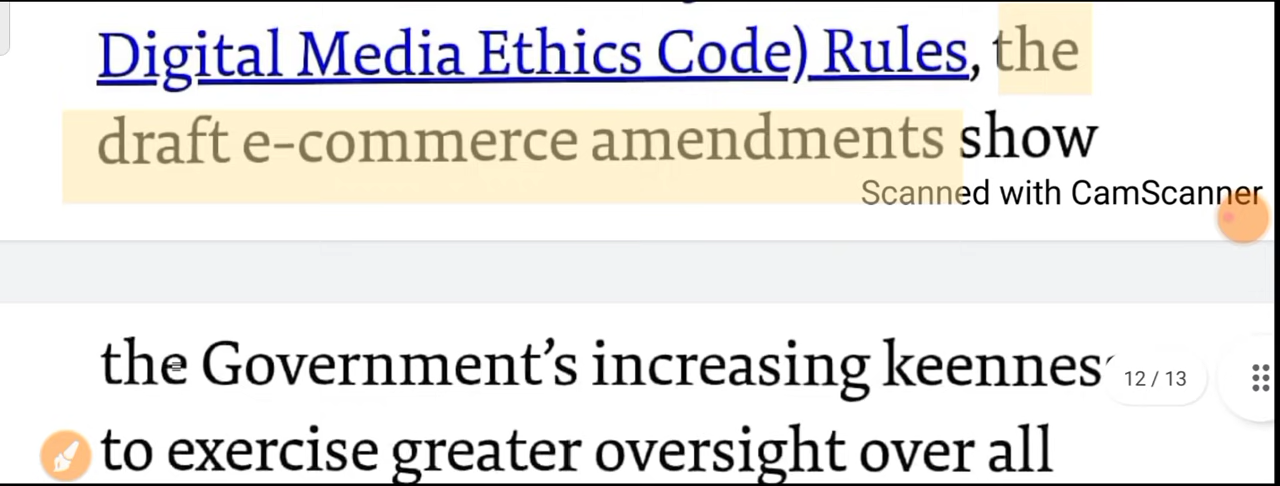 Digital Media Ethics Code) Rules, the
draft e-commerce amendments show
Scanned with CamScanner
the Government's increasing keenness
12 / 13
to exercise greater oversight over all